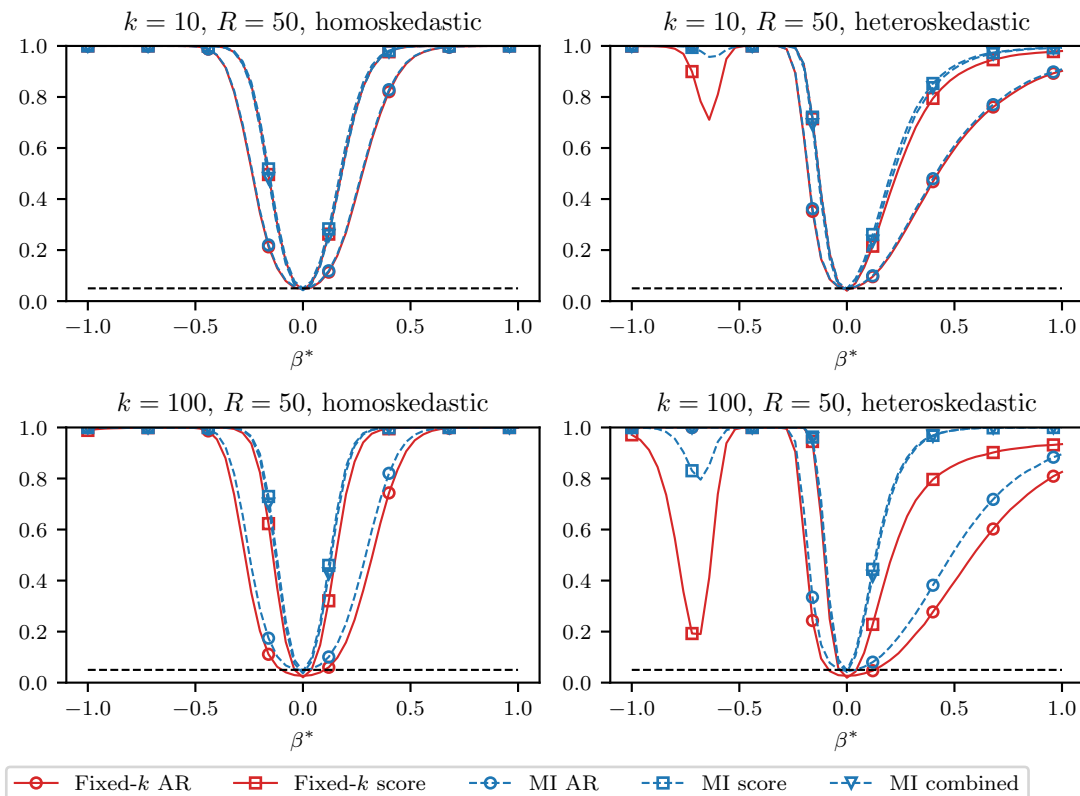 k = 10, R = 50, homoskedastic
k = 10, R = 50, heteroskedastic
1.0
0.8
0.6
0.4
0.2
0.0
−1.0 −0.5 0.0 0.5 1.0
β*
1.0
0.8
0.6
0.4
0.2
0.0
−1.0 −0.5 0.0 0.5 1.0
β*
k = 100, R = 50, homoskedastic
k = 100, R = 50, heteroskedastic
1.0
0.8
0.6
0.4
0.2
0.0
−1.0 −0.5 0.0 0.5 1.0
β*
1.0
0.8
0.6
0.4
0.2
0.0
−1.0 −0.5 0.0 0.5 1.0
β*
Fixed-k AR Fixed-k score MI AR MI score MI combined